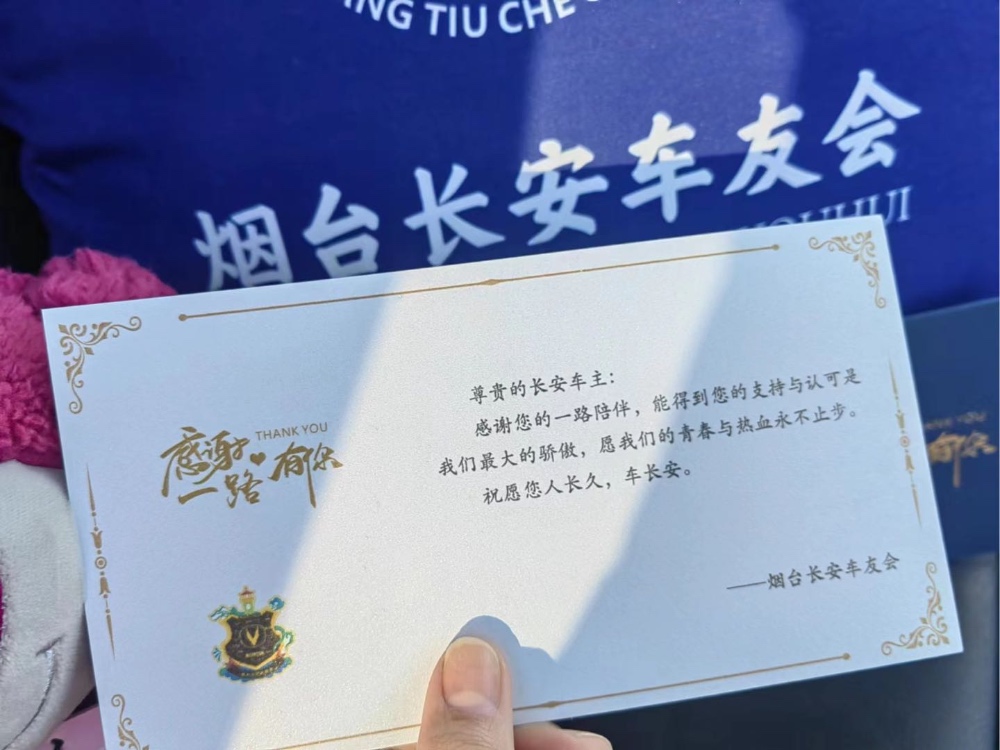 ING TIU CHE
烟台长安车友会
THANK YOU
感谢一路有你
尊贵的长安车主：
感谢您的一路陪伴，能得到您的支持与认可是
我们最大的骄傲，愿我们的青春与热血永不止步。
祝愿您人长久，车长安。
——烟台长安车友会